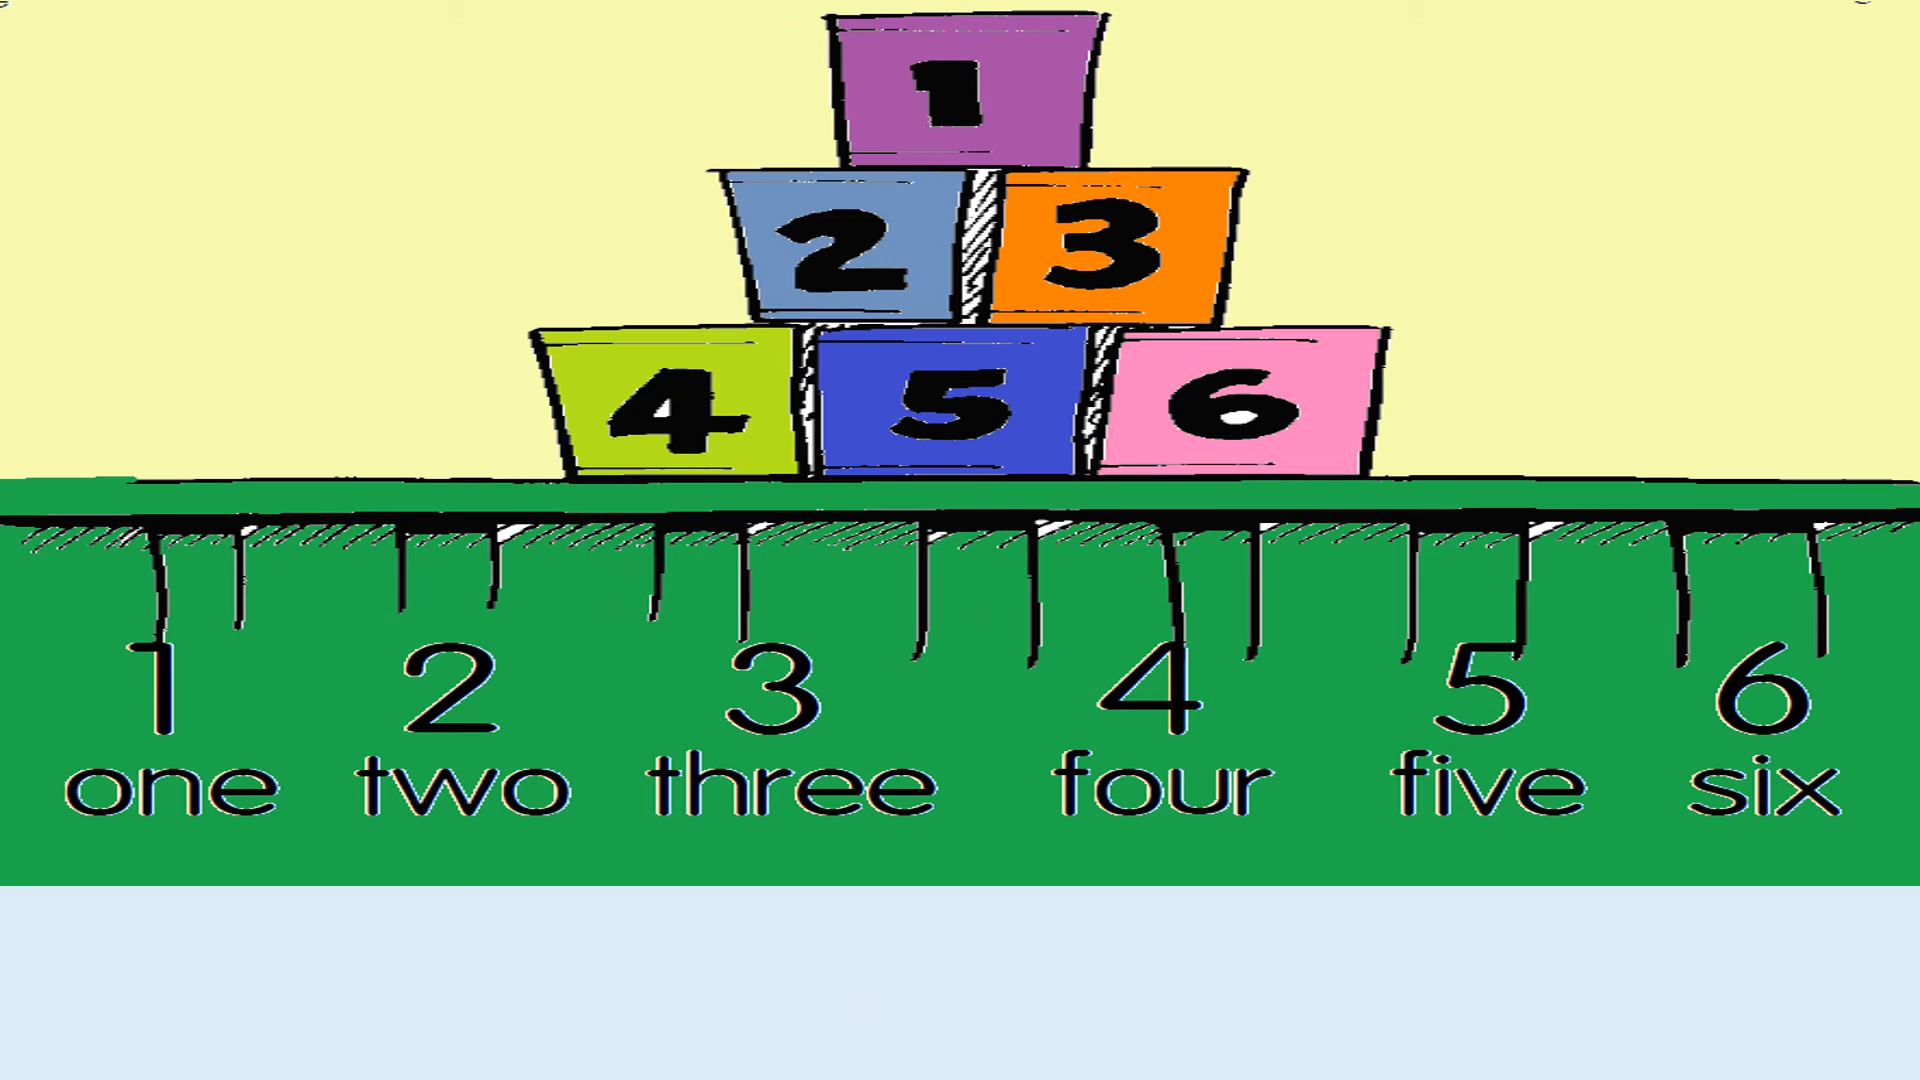 1
2 3
4 5 6
1 2 3 4 5 6
one two three four five six